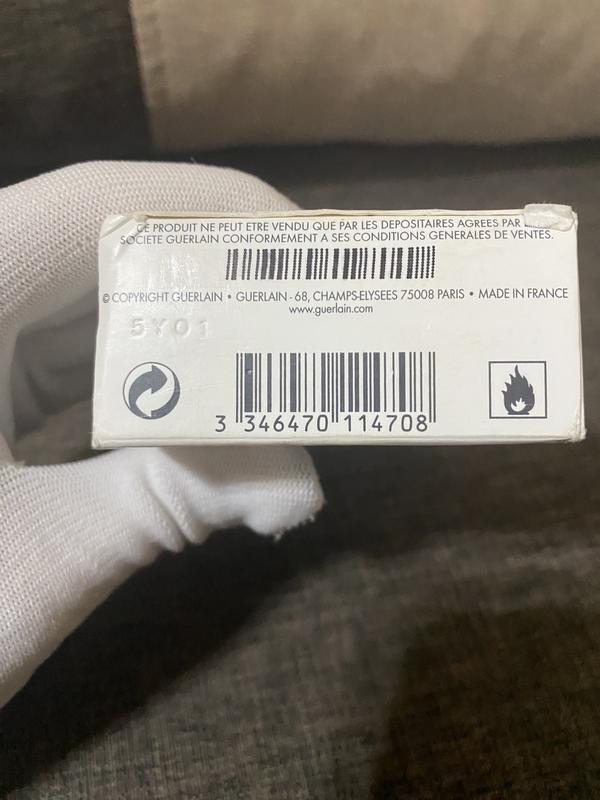 CE PRODUIT NE PEUT ETRE VENDU QUE PAR LES DEPOSITAIRES AGREES PAR
SOCIETE GUERLAIN CONFORMEMENT A SES CONDITIONS GENERALES DE VENTES.
© COPYRIGHT GUERLAIN • GUERLAIN - 68, CHAMPS-ELYSEES 75008 PARIS • MADE IN FRANCE
www.guerlain.com
5Y01
3 346470 114708